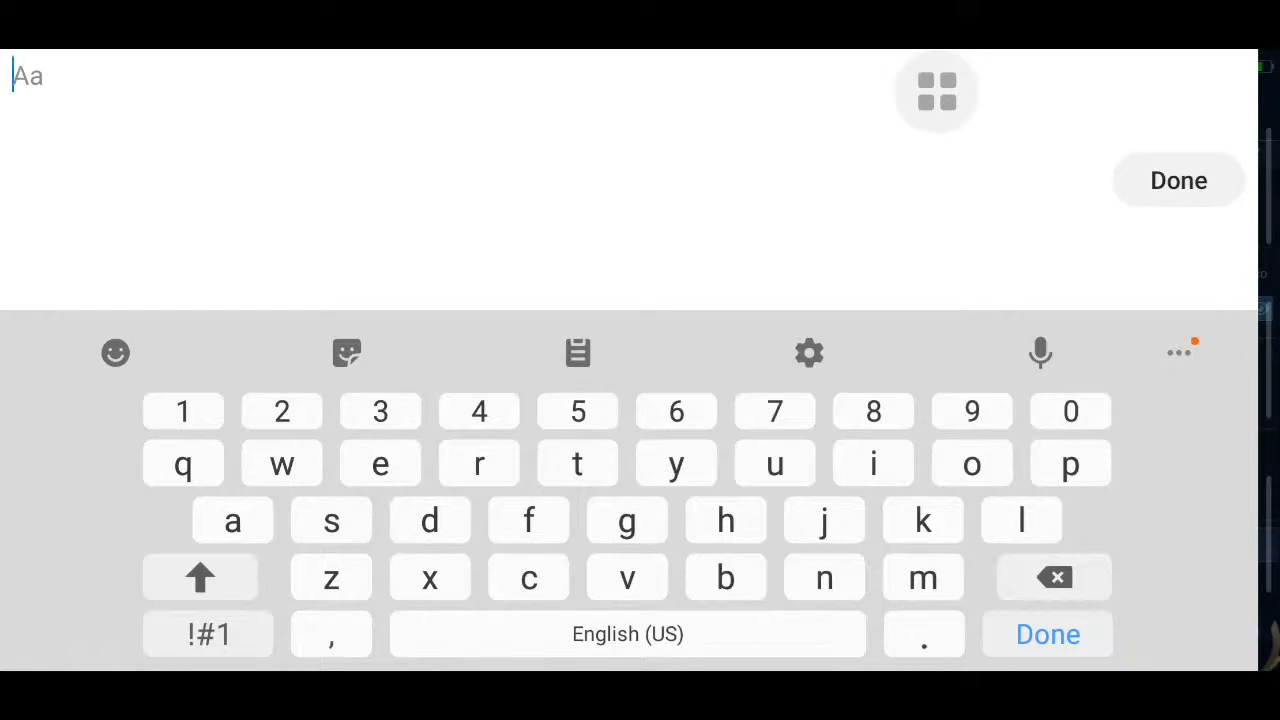 Aa
Done
1 2 3 4 5 6 7 8 9 0
q w e r t y u i o p
a s d f g h j k l
z x c v b n m
!#1 , English (US) . Done